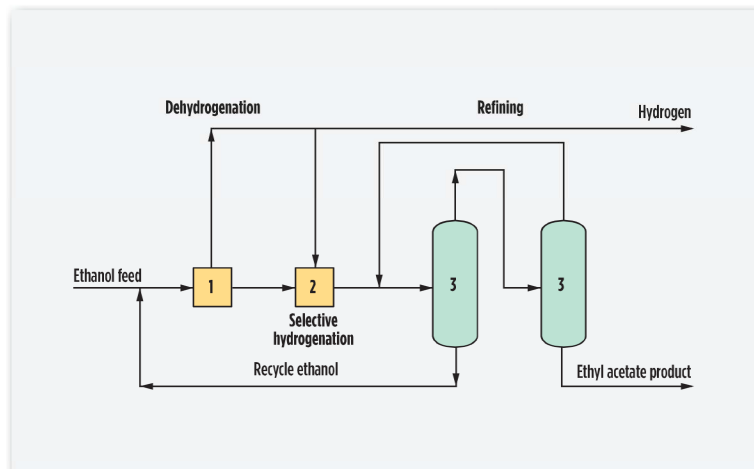 Dehydrogenation
Refining
Hydrogen
Ethanol feed
1
2
3
3
Selective
hydrogenation
Recycle ethanol
Ethyl acetate product